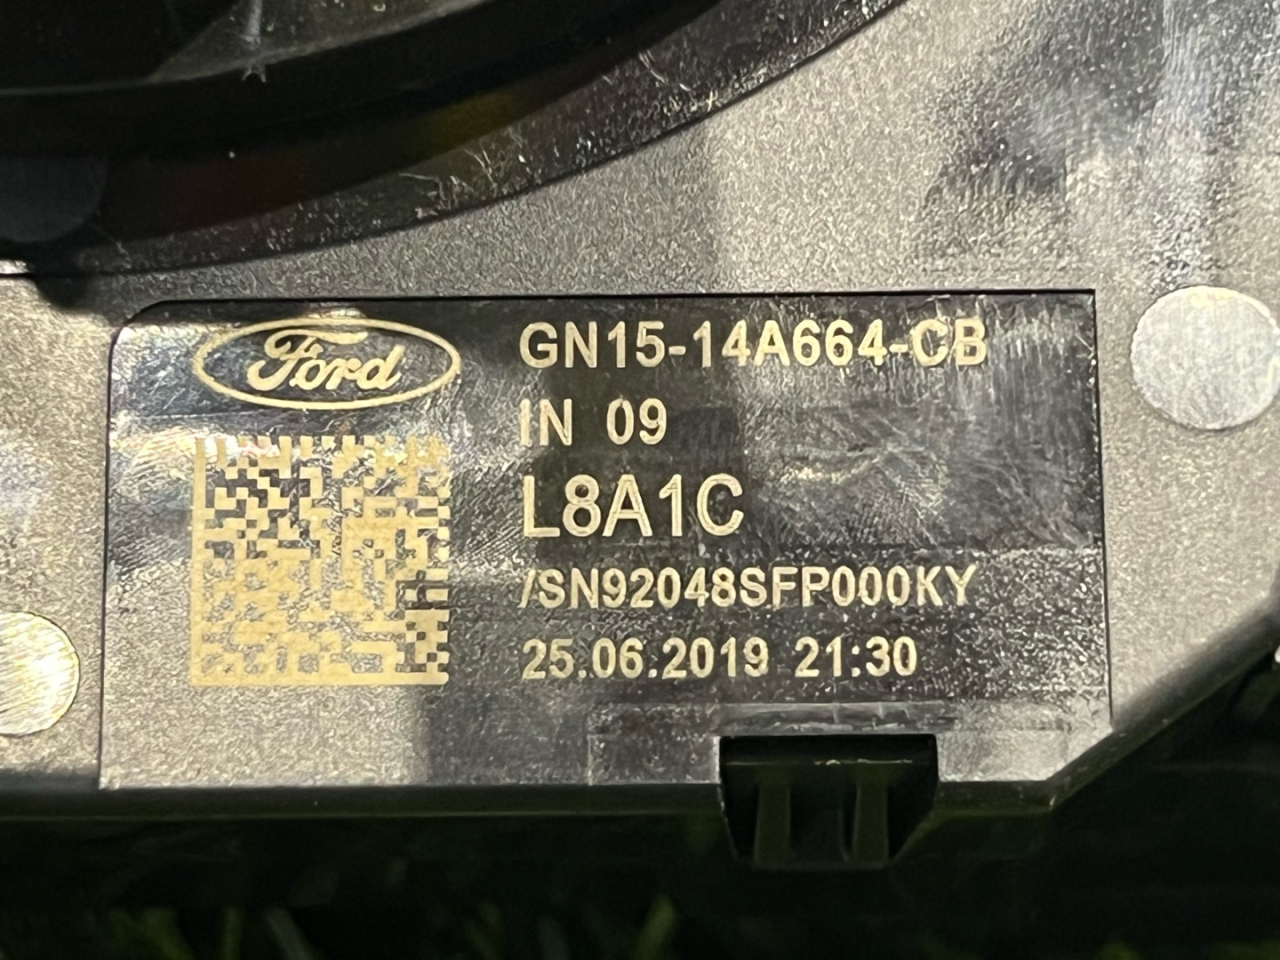 Ford
GN15-14A664-CB
IN 09
L8A1C
/SN92048SFP000KY
25.06.2019 21:30